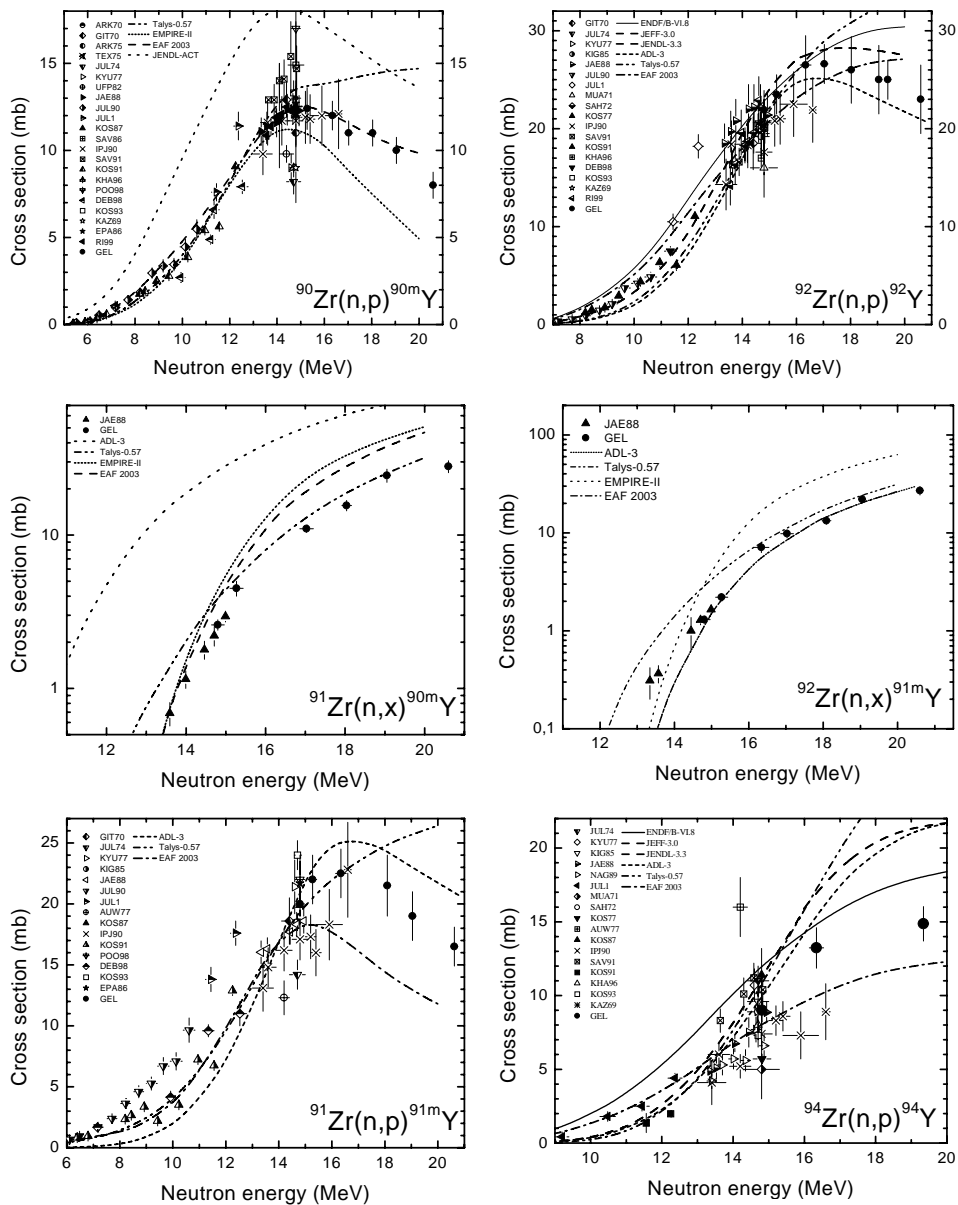 ARK70
GIT70
ARK75
TEX75
JUL74
KYU77
UFP82
JAE88
JUL90
JUL1
KOS87
SAV86
IPJ90
SAV91
KOS91
KHA96
POO98
DEB98
KOS93
KAZ69
EPA86
RI99
GEL
Talys-0.57
EMPIRE-II
EAF 2003
JENDL-ACT
Cross section (mb)
15
10
5
0
15
10
5
0
90Zr(n,p)90mY
6 8 10 12 14 16 18 20
Neutron energy (MeV)
GIT70
JUL74
KYU77
KIG85
JAE88
JUL90
JUL1
MUA71
SAH72
KOS77
IPJ90
SAV91
KOS91
KHA96
DEB98
KOS93
KAZ69
RI99
GEL
ENDF/B-VI.8
JEFF-3.0
JENDL-3.3
ADL-3
Talys-0.57
EAF 2003
Cross section (mb)
30
20
10
0
30
20
10
0
92Zr(n,p)92Y
8 10 12 14 16 18 20
Neutron energy (MeV)
JAE88
GEL
ADL-3
Talys-0.57
EMPIRE-II
EAF 2003
Cross section (mb)
10
1
91Zr(n,x)90mY
12 14 16 18 20
Neutron energy (MeV)
JAE88
GEL
ADL-3
Talys-0.57
EMPIRE-II
EAF 2003
Cross section (mb)
100
10
1
0,1
92Zr(n,x)91mY
12 14 16 18 20
Neutron energy (MeV)
GIT70
JUL74
KYU77
KIG85
JAE88
JUL90
JUL1
AUW77
KOS87
IPJ90
KOS91
POO98
DEB98
KOS93
EPA86
GEL
ADL-3
Talys-0.57
EAF 2003
Cross section (mb)
25
20
15
10
5
0
91Zr(n,p)91mY
6 8 10 12 14 16 18 20
Neutron energy (MeV)
JUL74
KYU77
KIG85
JAE88
NAG89
JUL1
MUA71
SAH72
KOS77
AUW77
KOS87
IPJ90
SAV91
KOS91
KHA96
KOS93
KAZ69
GEL
ENDF/B-VI.8
JEFF-3.0
JENDL-3.3
ADL-3
Talys-0.57
EAF 2003
Cross section (mb)
20
15
10
5
0
94Zr(n,p)94Y
9 10 12 14 16 18 20
Neutron energy (MeV)